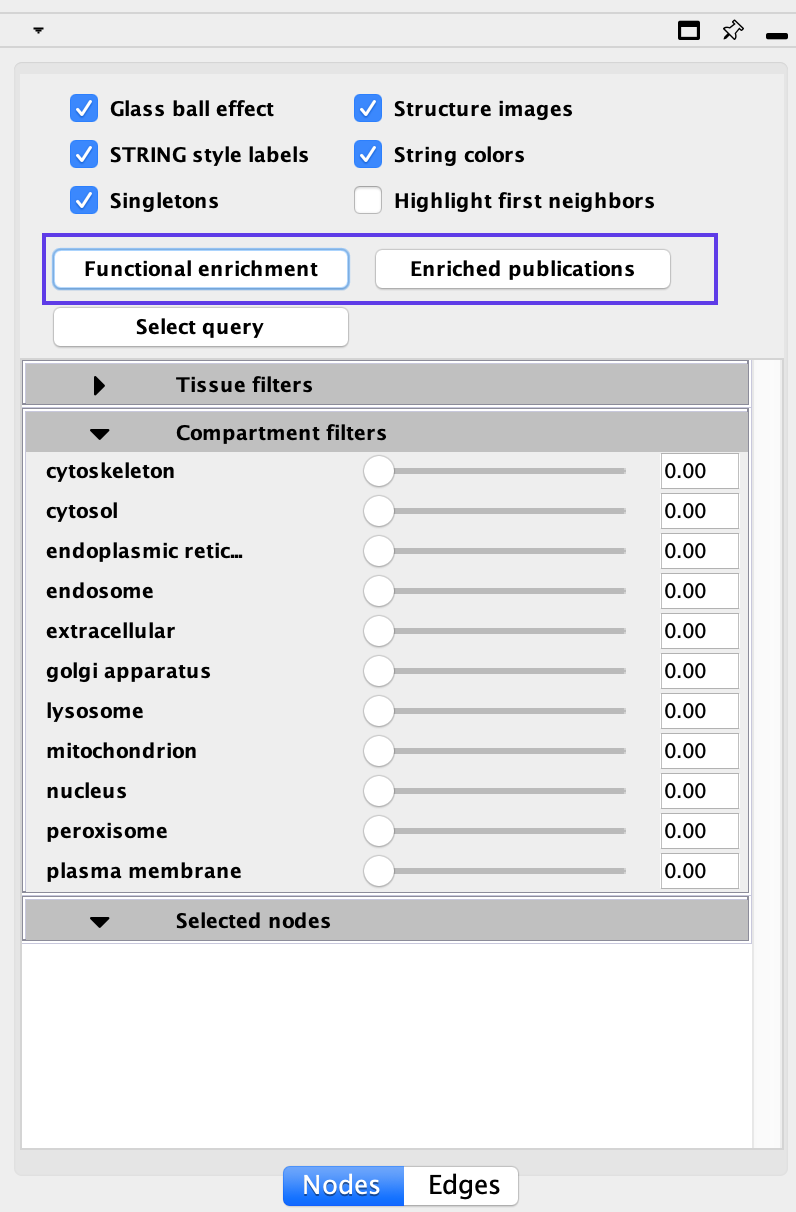 Glass ball effect Structure images
STRING style labels String colors
Singletons Highlight first neighbors
Functional enrichment Enriched publications
Select query
Tissue filters
Compartment filters
cytoskeleton 0.00
cytosol 0.00
endoplasmic retic... 0.00
endosome 0.00
extracellular 0.00
golgi apparatus 0.00
lysosome 0.00
mitochondrion 0.00
nucleus 0.00
peroxisome 0.00
plasma membrane 0.00
Selected nodes
Nodes Edges